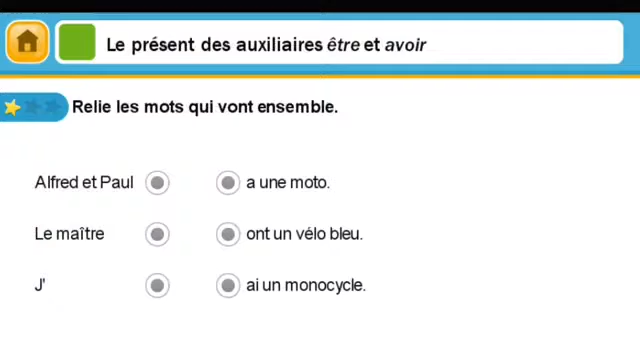 Le présent des auxiliaires être et avoir
Relie les mots qui vont ensemble.
Alfred et Paul a une moto.
Le maître ont un vélo bleu.
J' ai un monocycle.